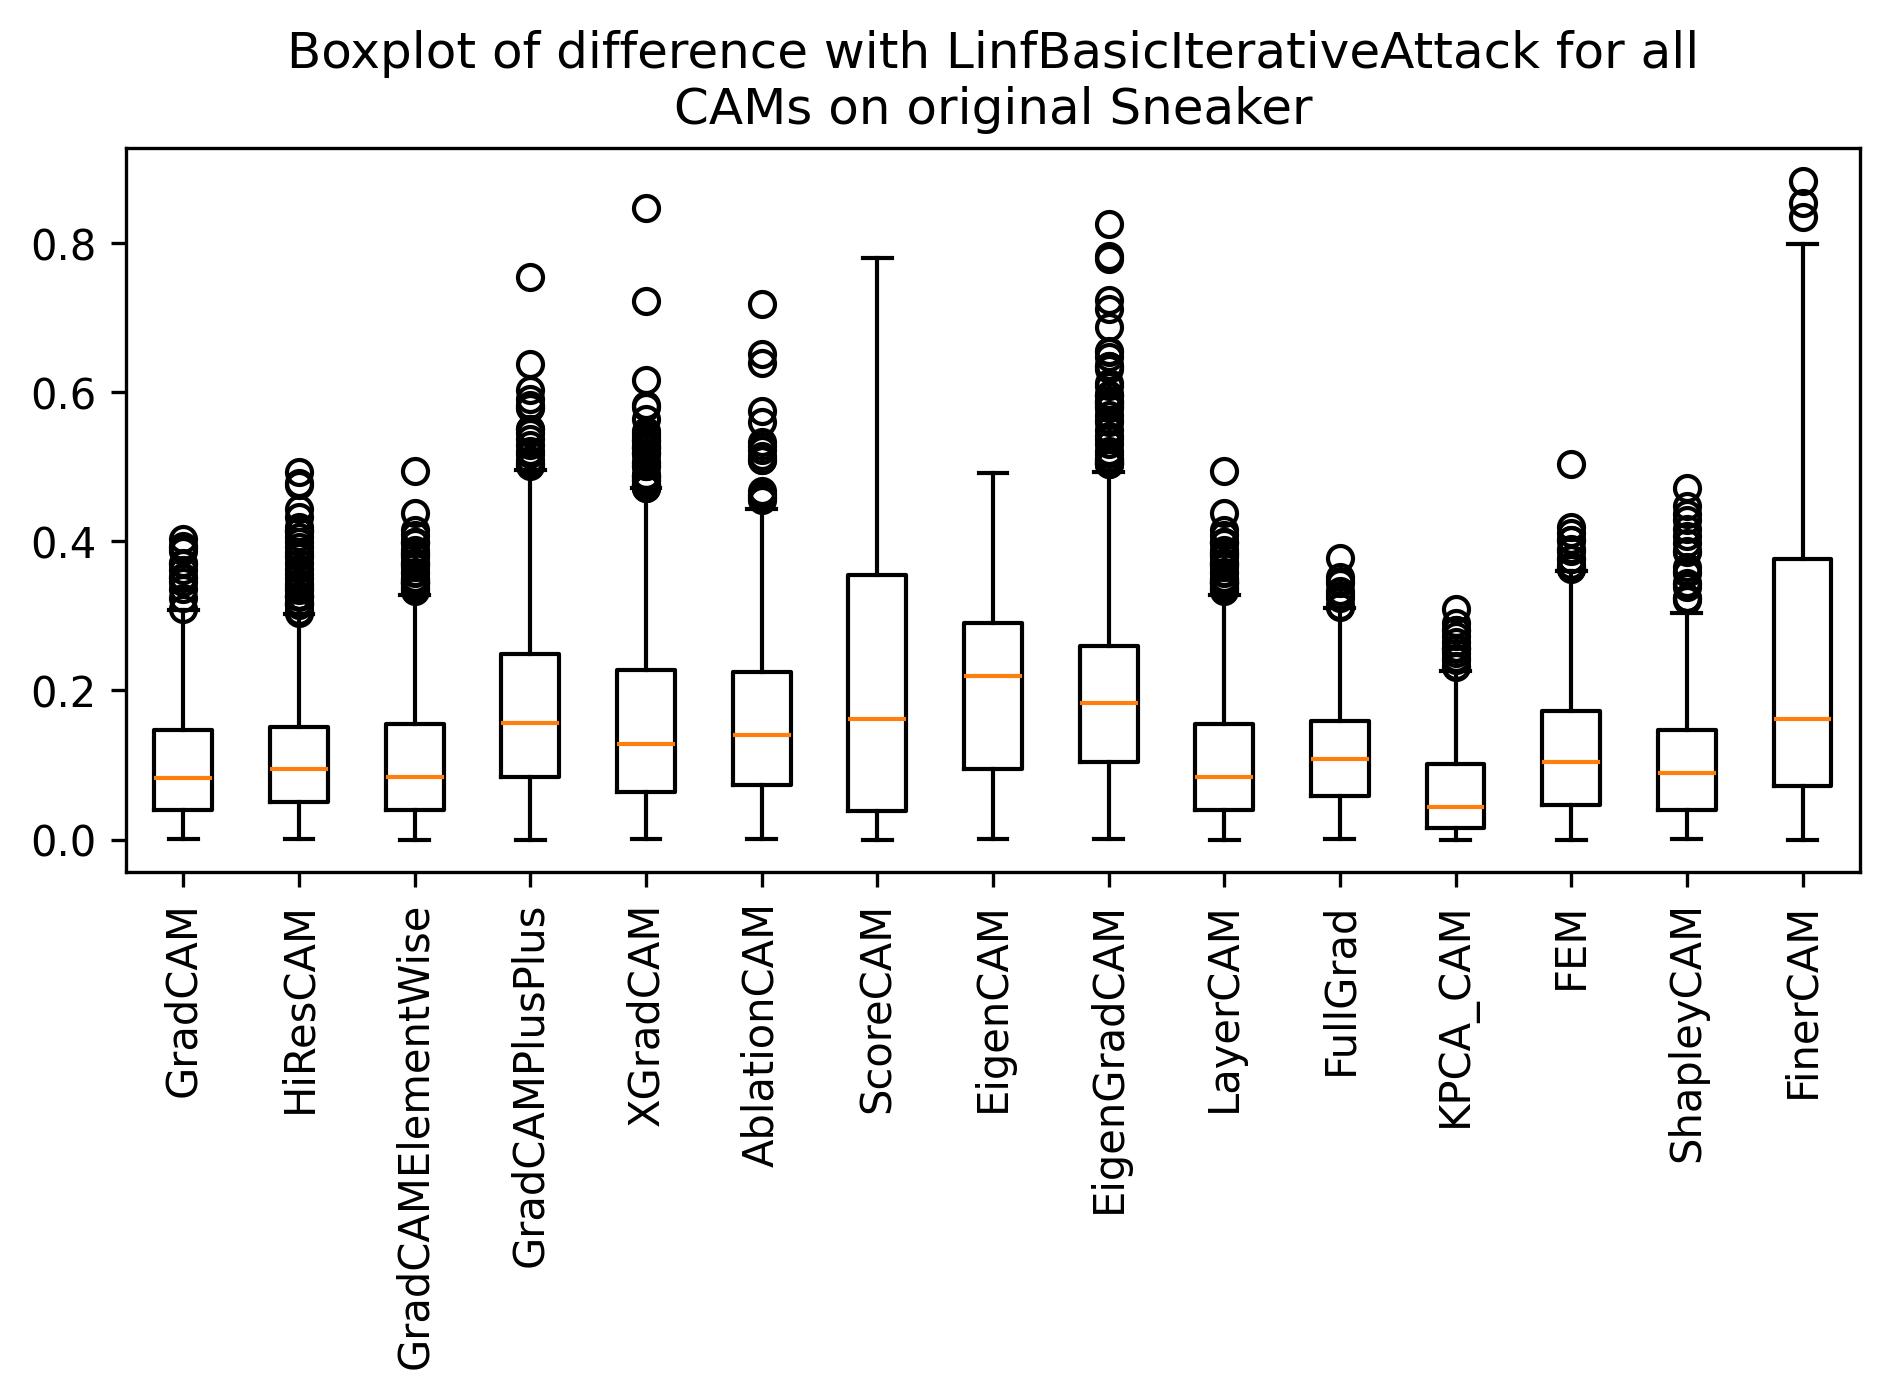 Boxplot of difference with LinfBasicIterativeAttack for all
CAMs on original Sneaker
0.8
0.6
0.4
0.2
0.0
GradCAM
HiResCAM
GradCAMElementWise
GradCAMPlusPlus
XGradCAM
AblationCAM
ScoreCAM
EigenCAM
EigenGradCAM
LayerCAM
FullGrad
KPCA_CAM
FEM
ShapleyCAM
FinerCAM